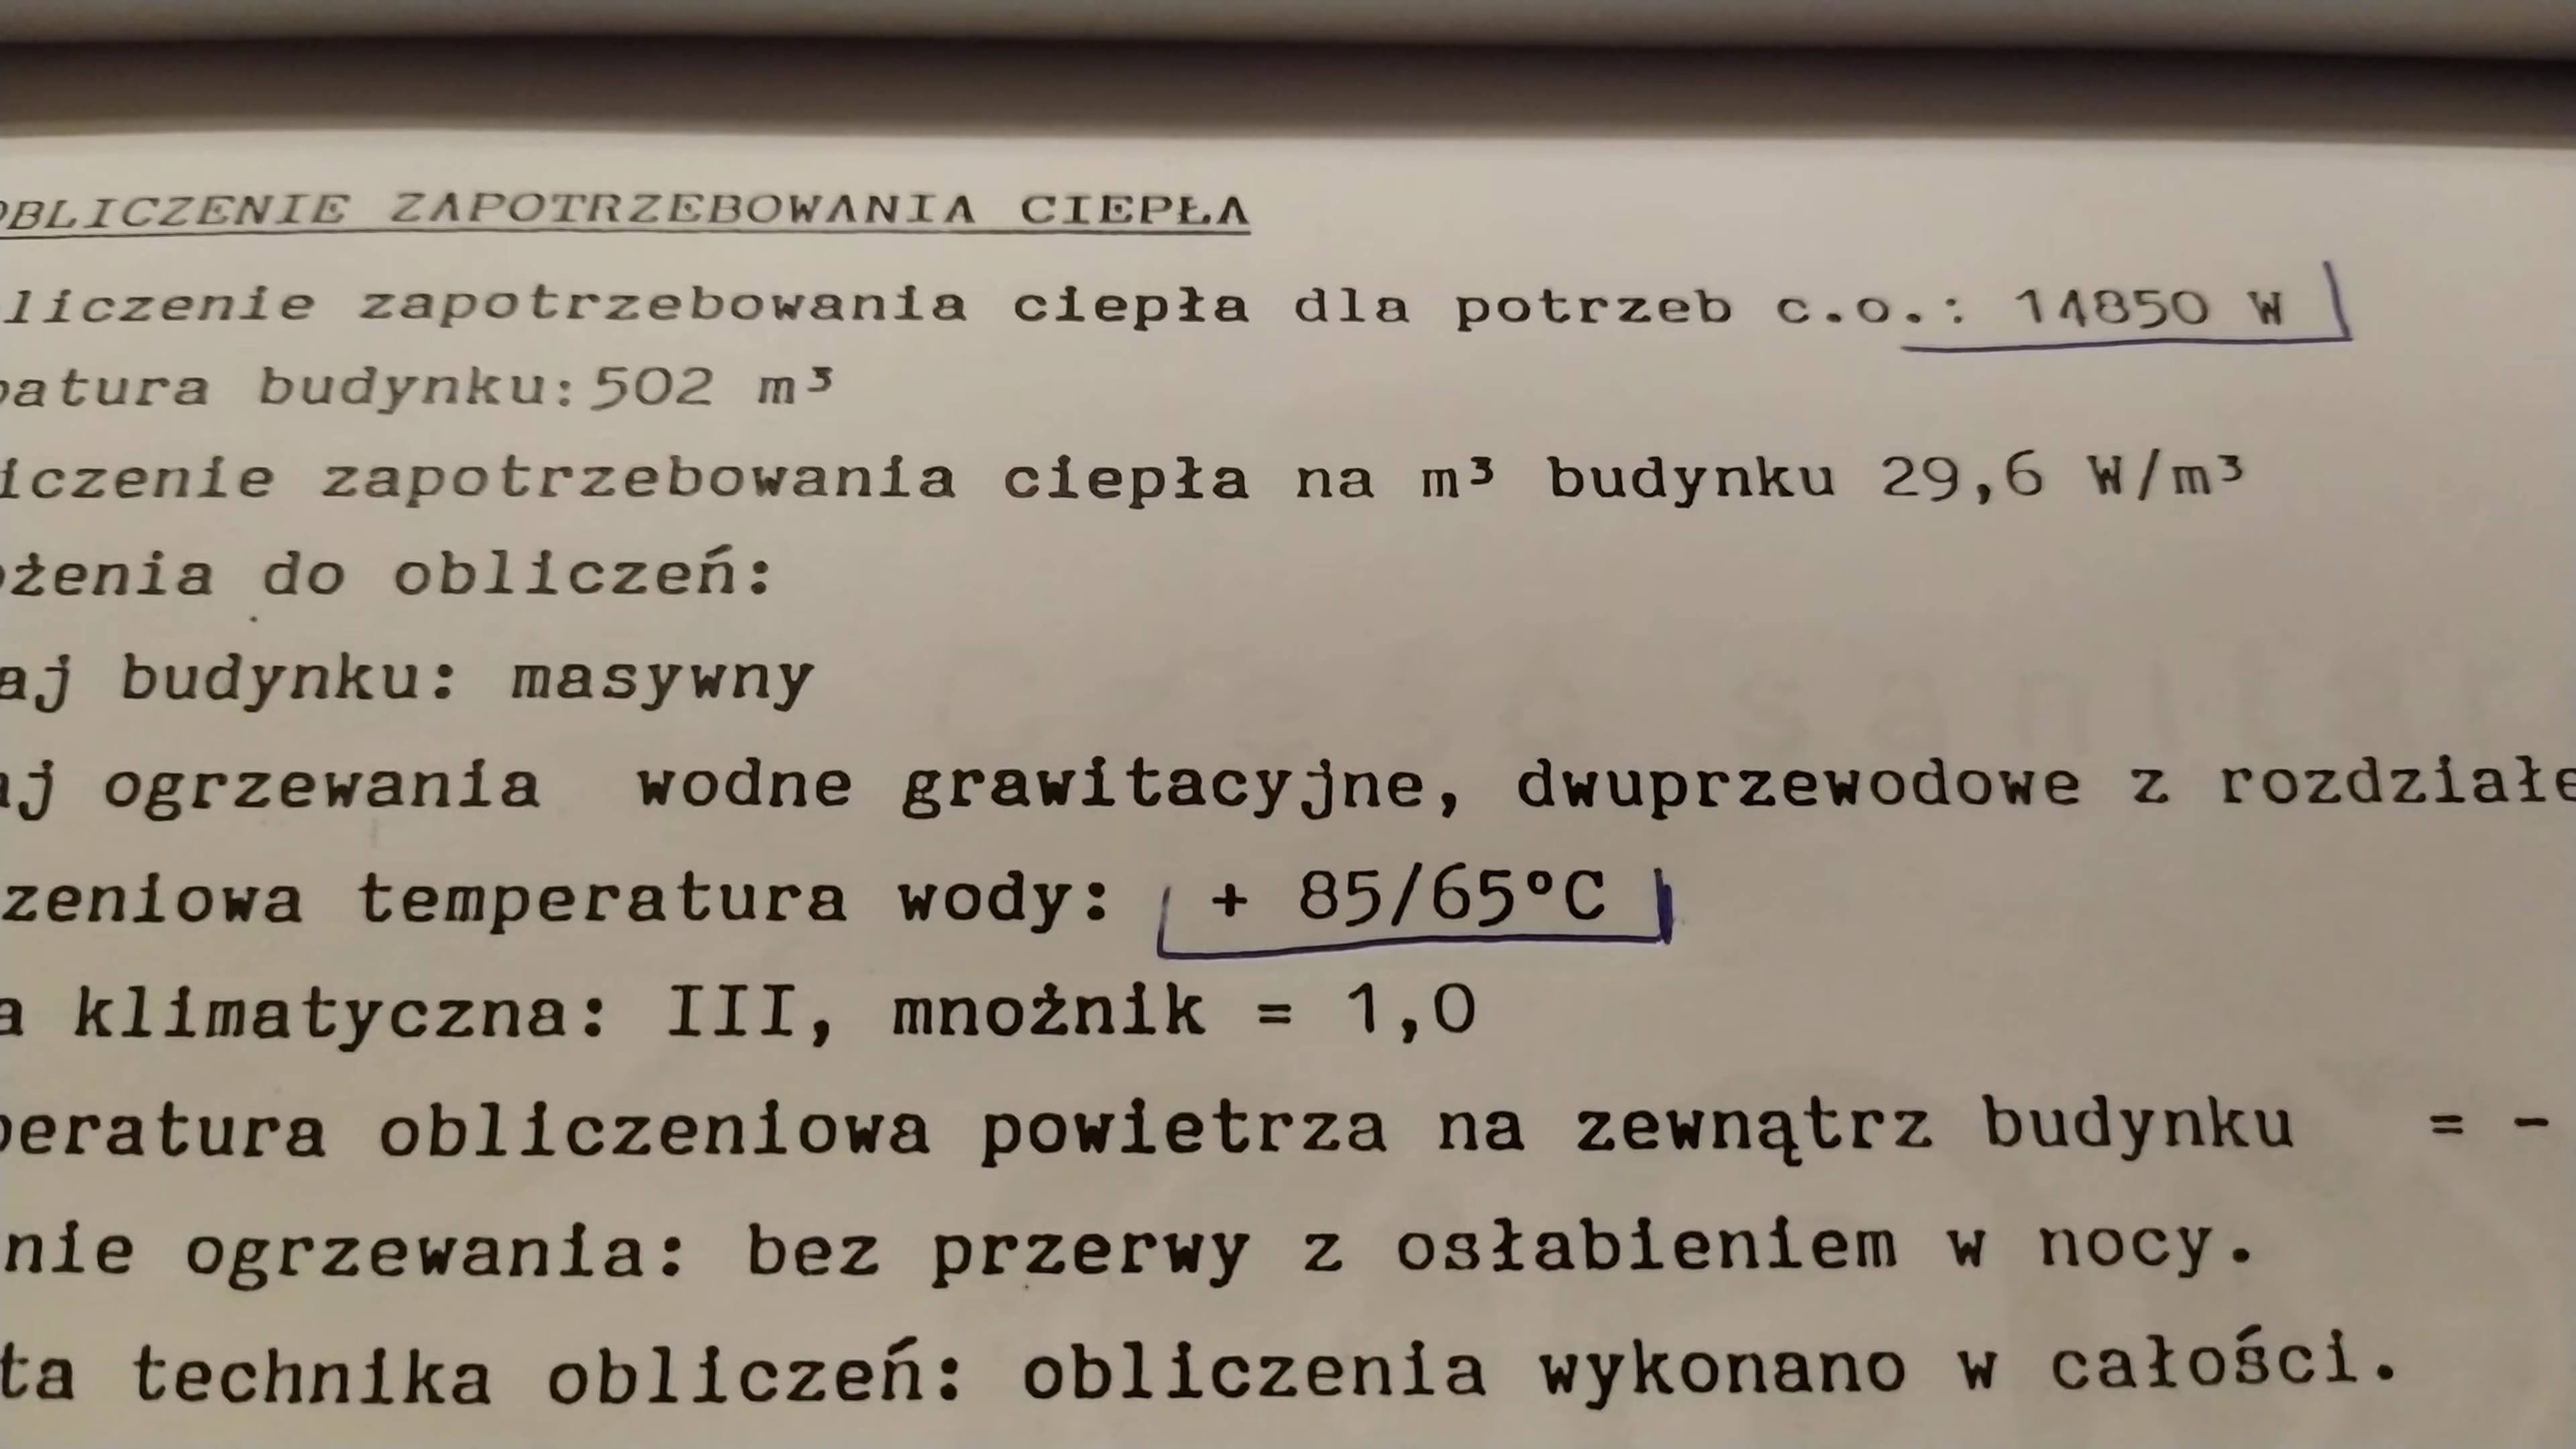 OBLICZENIE ZAPOTRZEBOWANIA CIEPŁA
liczenie zapotrzebowania ciepła dla potrzeb c.o.: 14850 W
batura budynku: 502 m³
iczenie zapotrzebowania ciepła na m³ budynku 29,6 W/m³
ożenia do obliczeń:
aj budynku: masywny
aj ogrzewania wodne grawitacyjne, dwuprzewodowe z rozdziałe
zeniowa temperatura wody: + 85/65°C
a klimatyczna: III, mnożnik = 1,0
peratura obliczeniowa powietrza na zewnątrz budynku = -
nie ogrzewania: bez przerwy z osłabieniem w nocy.
ta technika obliczeń: obliczenia wykonano w całości.